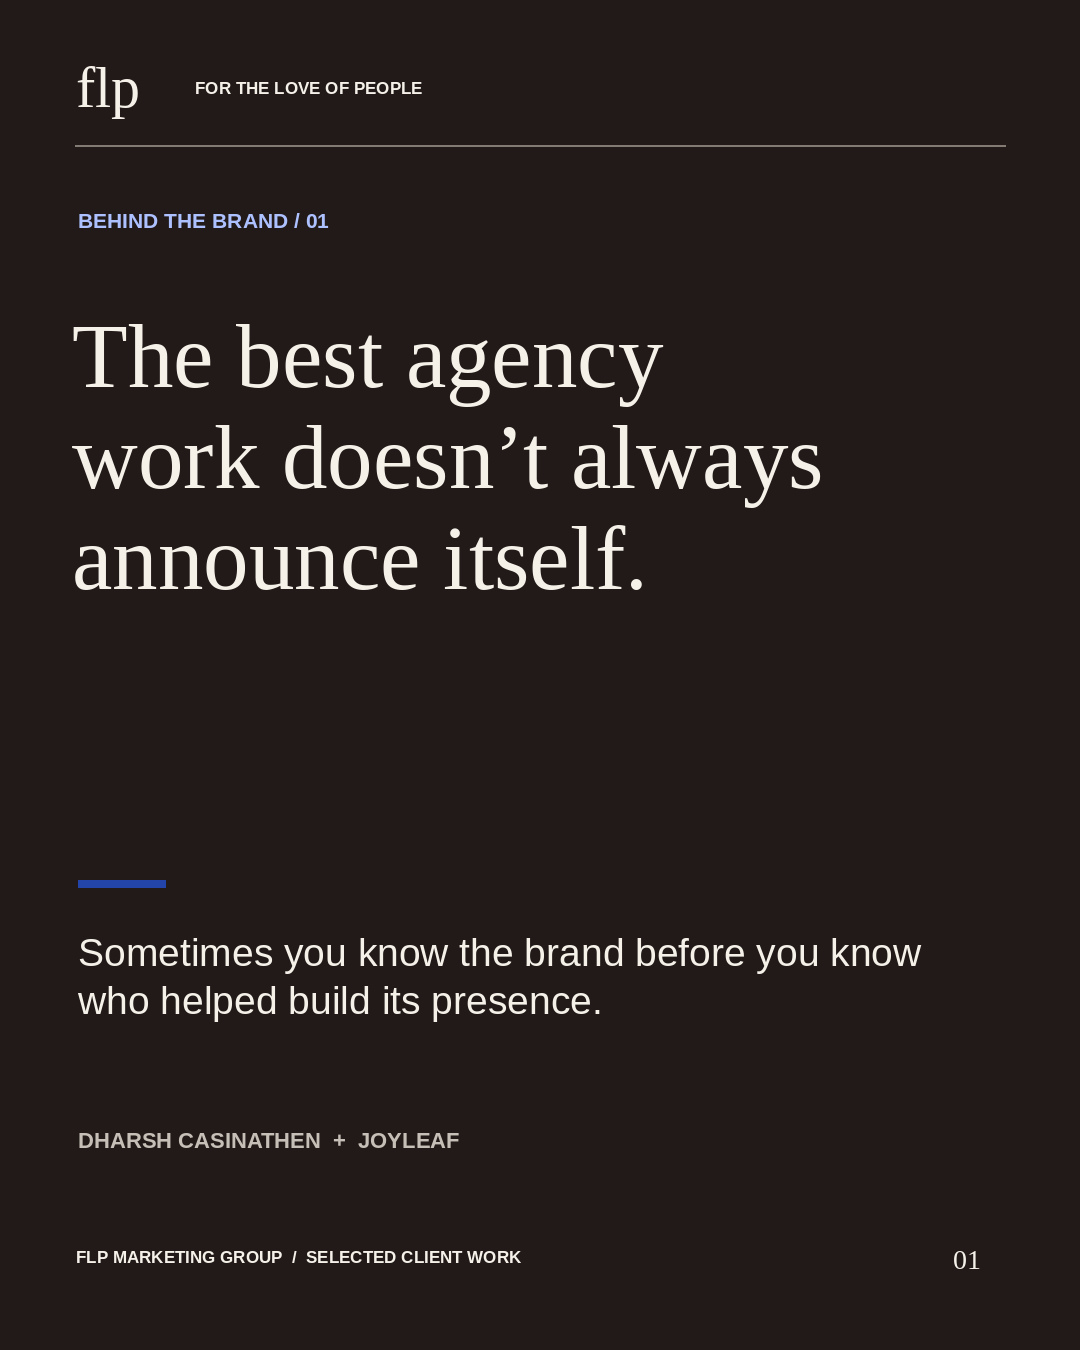 flp
FOR THE LOVE OF PEOPLE
BEHIND THE BRAND / 01
The best agency
work doesn’t always
announce itself.
Sometimes you know the brand before you know
who helped build its presence.
DHARSH CASINATHEN + JOYLEAF
FLP MARKETING GROUP / SELECTED CLIENT WORK
01